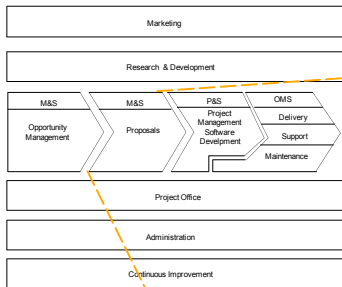 Marketing
Research & Development
M&S
Opportunity
Management
M&S
Proposals
P&S
Project
Management
Software
Develpment
OMS
Delivery
Support
Maintenance
Project Office
Administration
Continuous Improvement